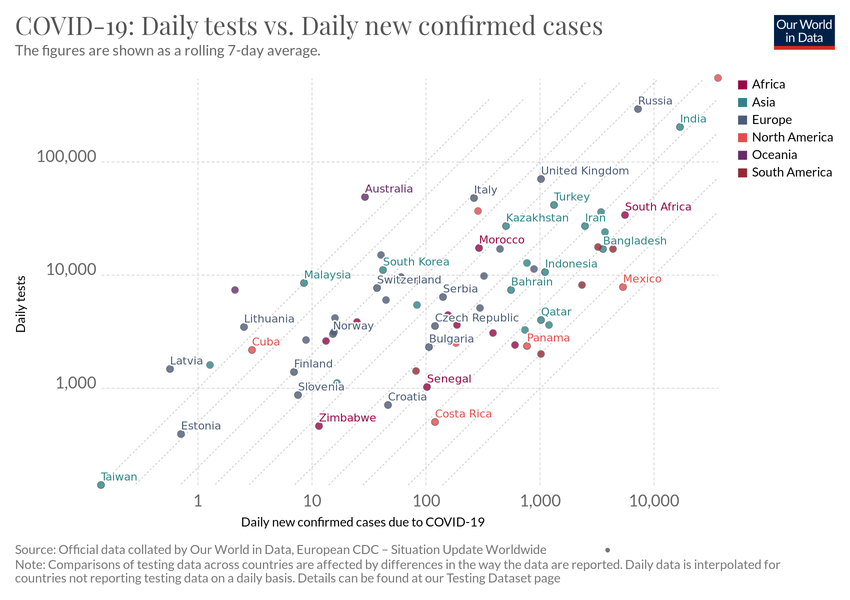 COVID-19: Daily tests vs. Daily new confirmed cases
The figures are shown as a rolling 7-day average.
Our World
in Data
Africa
Asia
Europe
North America
Oceania
South America
Daily tests
100,000
10,000
1,000
Russia
India
United Kingdom
Australia
Italy
Turkey
South Africa
Kazakhstan
Iran
Morocco
Bangladesh
South Korea
Indonesia
Malaysia
Switzerland
Bahrain
Mexico
Serbia
Lithuania
Czech Republic
Qatar
Norway
Cuba
Bulgaria
Panama
Latvia
Finland
Senegal
Slovenia
Croatia
Zimbabwe
Costa Rica
Estonia
Taiwan
1
10
100
1,000
10,000
Daily new confirmed cases due to COVID-19
Source: Official data collated by Our World in Data, European CDC – Situation Update Worldwide
Note: Comparisons of testing data across countries are affected by differences in the way the data are reported. Daily data is interpolated for
countries not reporting testing data on a daily basis. Details can be found at our Testing Dataset page